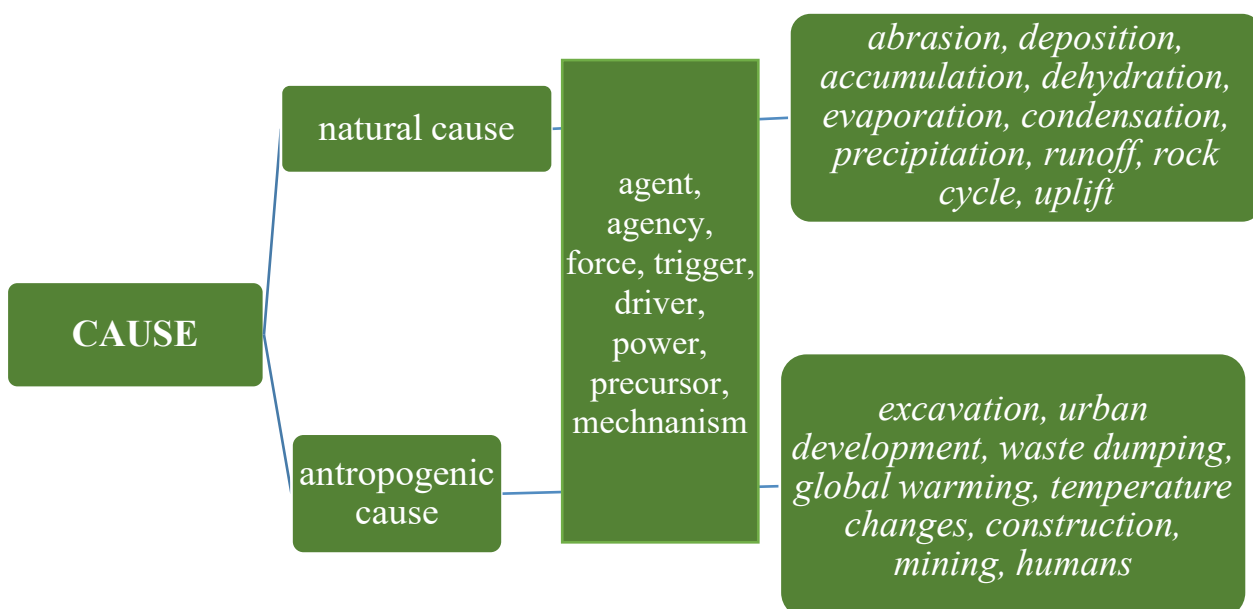 CAUSE
natural cause
antropogenic
cause
agent,
agency,
force, trigger,
driver,
power,
precursor,
mechnanism
abrasion, deposition,
accumulation, dehydration,
evaporation, condensation,
precipitation, runoff, rock
cycle, uplift
excavation, urban
development, waste dumping,
global warming, temperature
changes, construction,
mining, humans